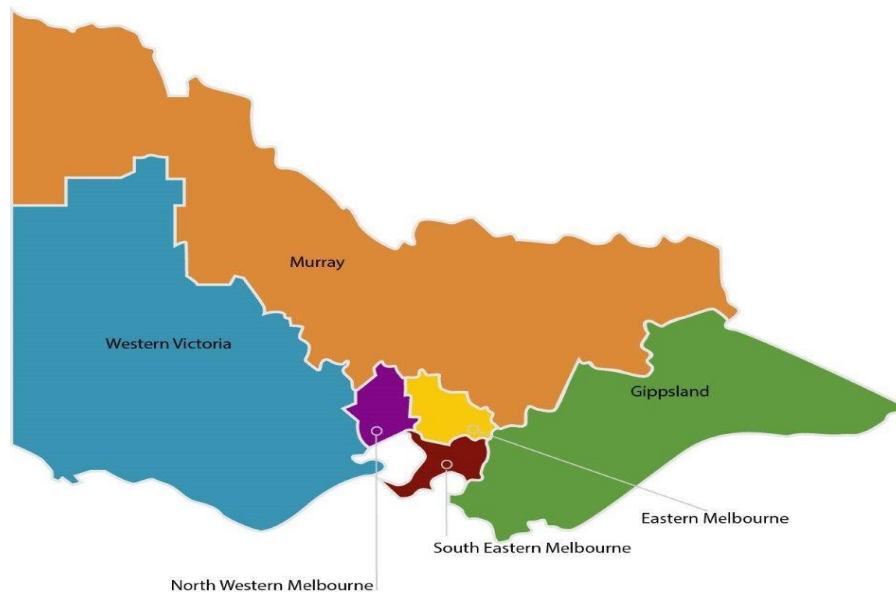 Murray
Western Victoria
Gippsland
Eastern Melbourne
South Eastern Melbourne
North Western Melbourne